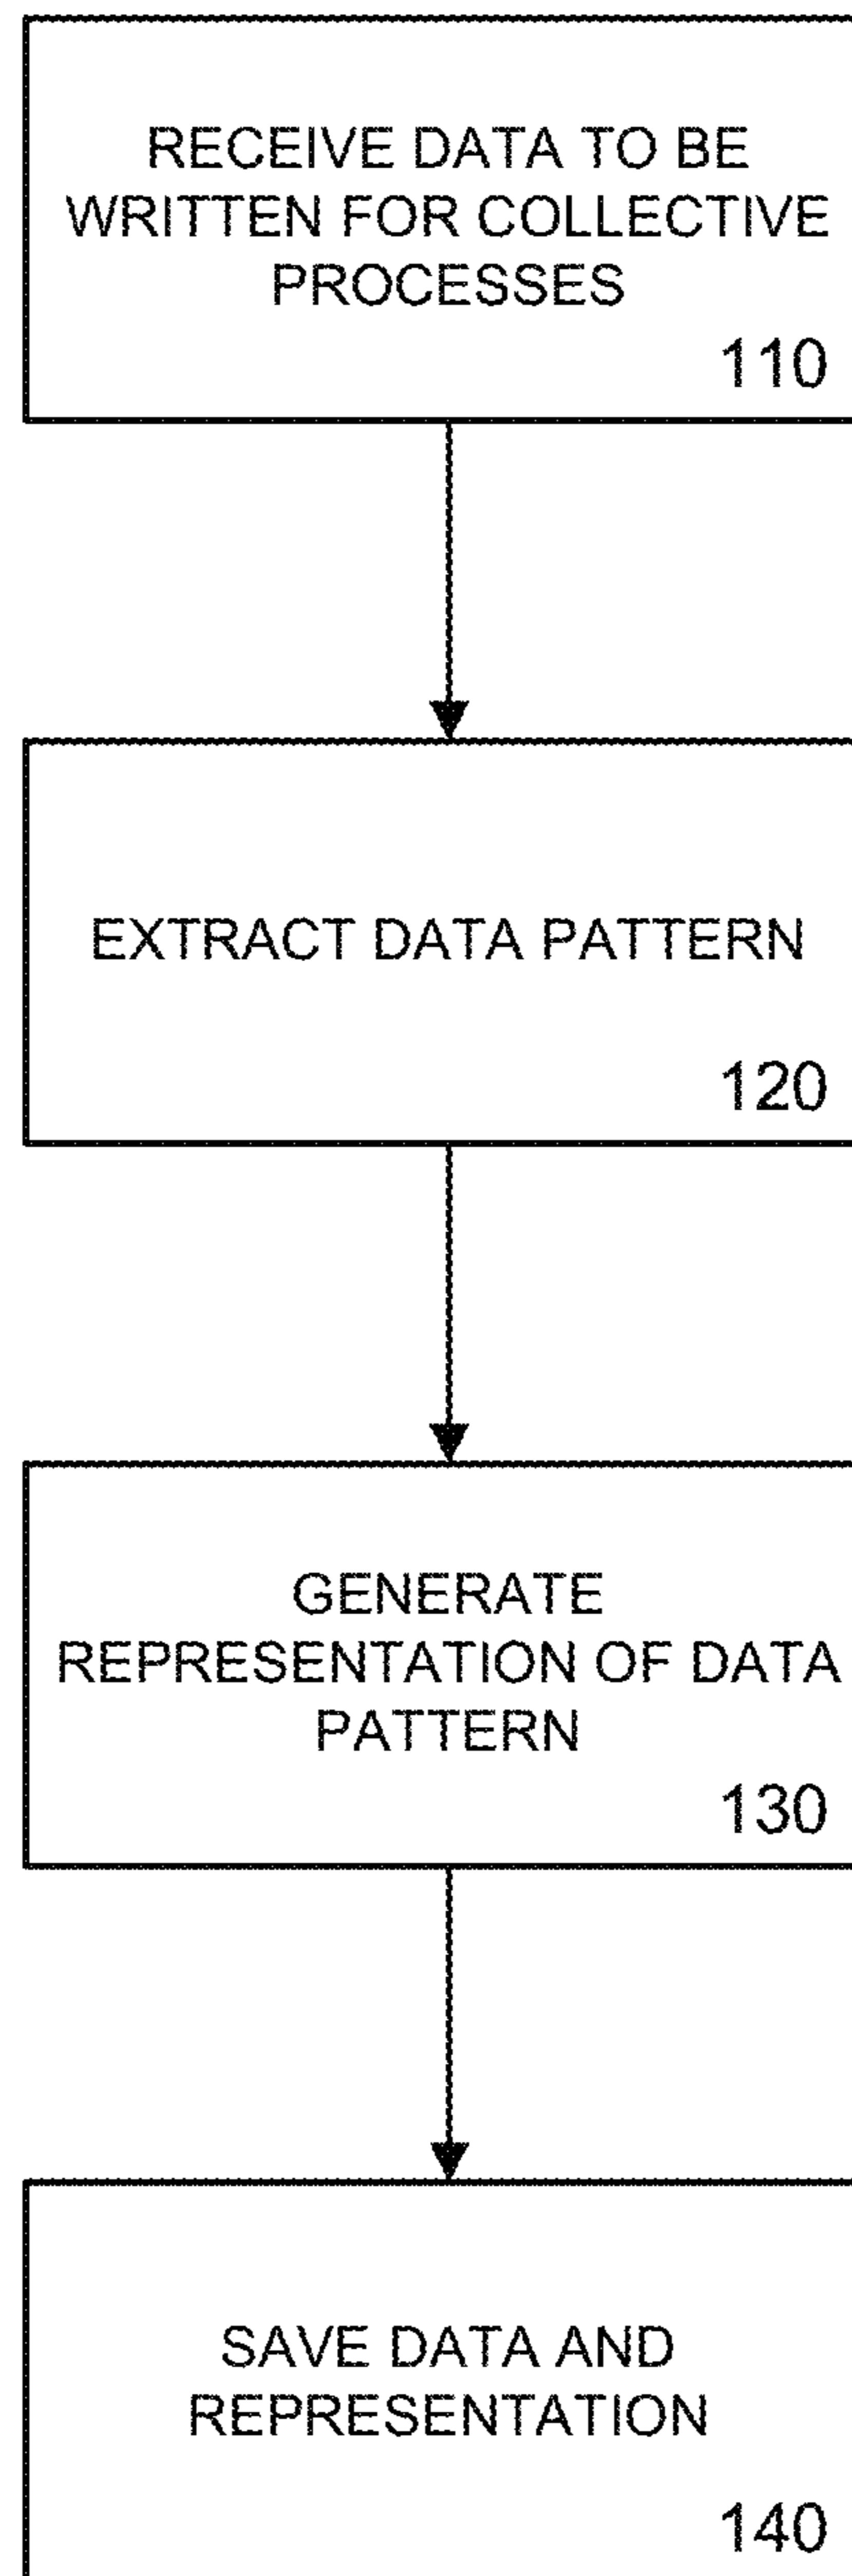 RECEIVE DATA TO BE
WRITTEN FOR COLLECTIVE
PROCESSES
110
EXTRACT DATA PATTERN
120
GENERATE
REPRESENTATION OF DATA
PATTERN
130
SAVE DATA AND
REPRESENTATION
140